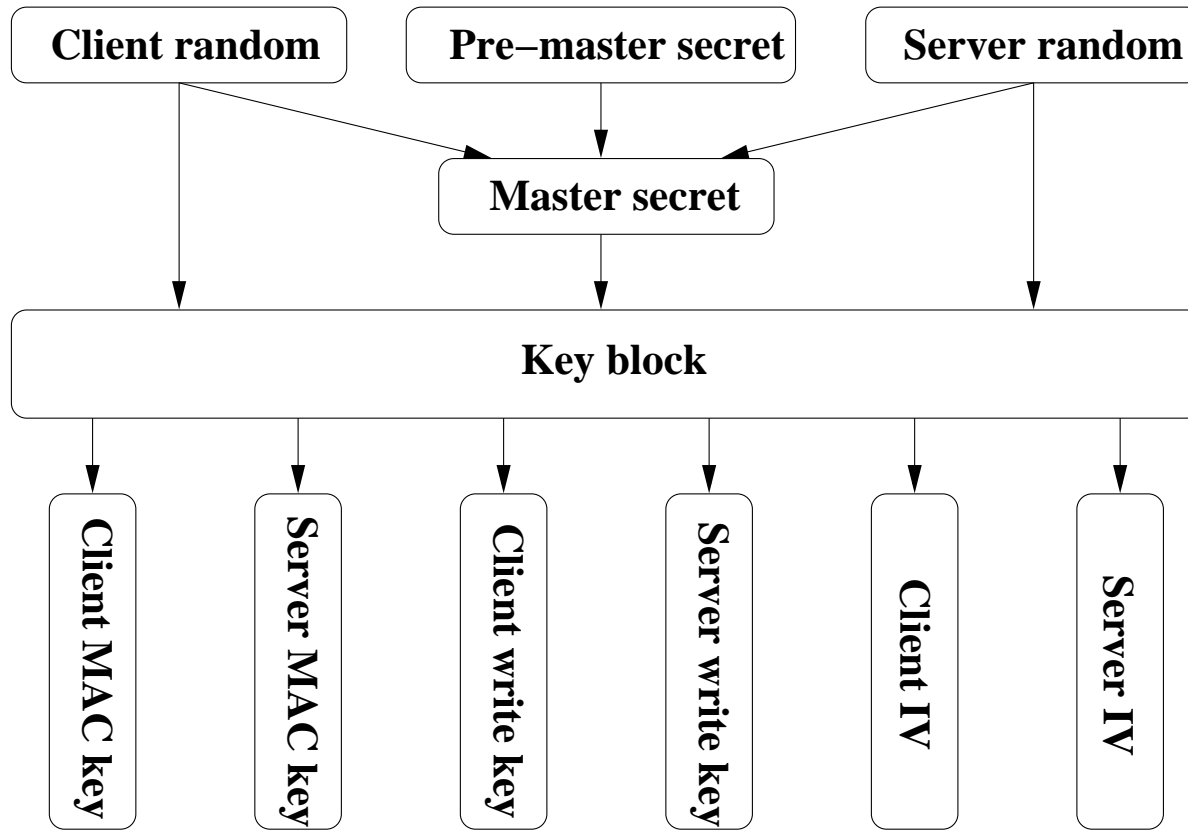 Client random
Pre−master secret
Server random
Master secret
Key block
Client MAC key
Server MAC key
Client write key
Server write key
Client IV
Server IV